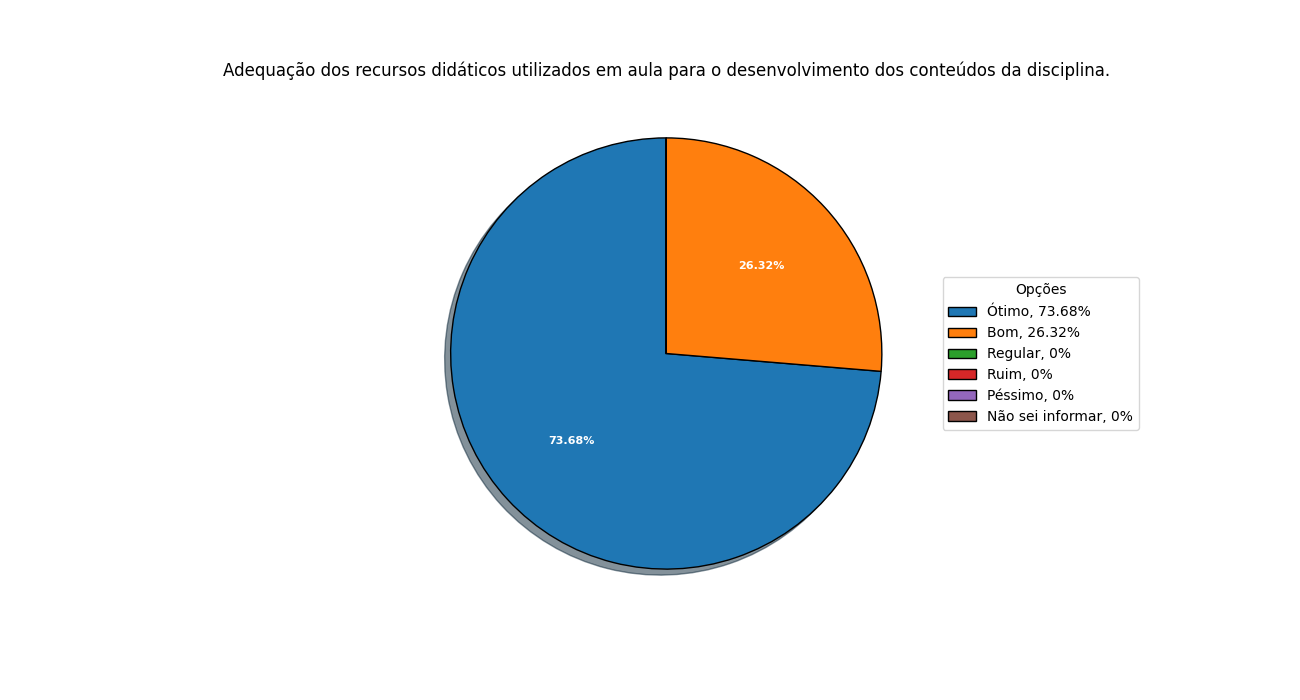 Adequação dos recursos didáticos utilizados em aula para o desenvolvimento dos conteúdos da disciplina.
26.32%
73.68%
Opções
Ótimo, 73.68%
Bom, 26.32%
Regular, 0%
Ruim, 0%
Péssimo, 0%
Não sei informar, 0%